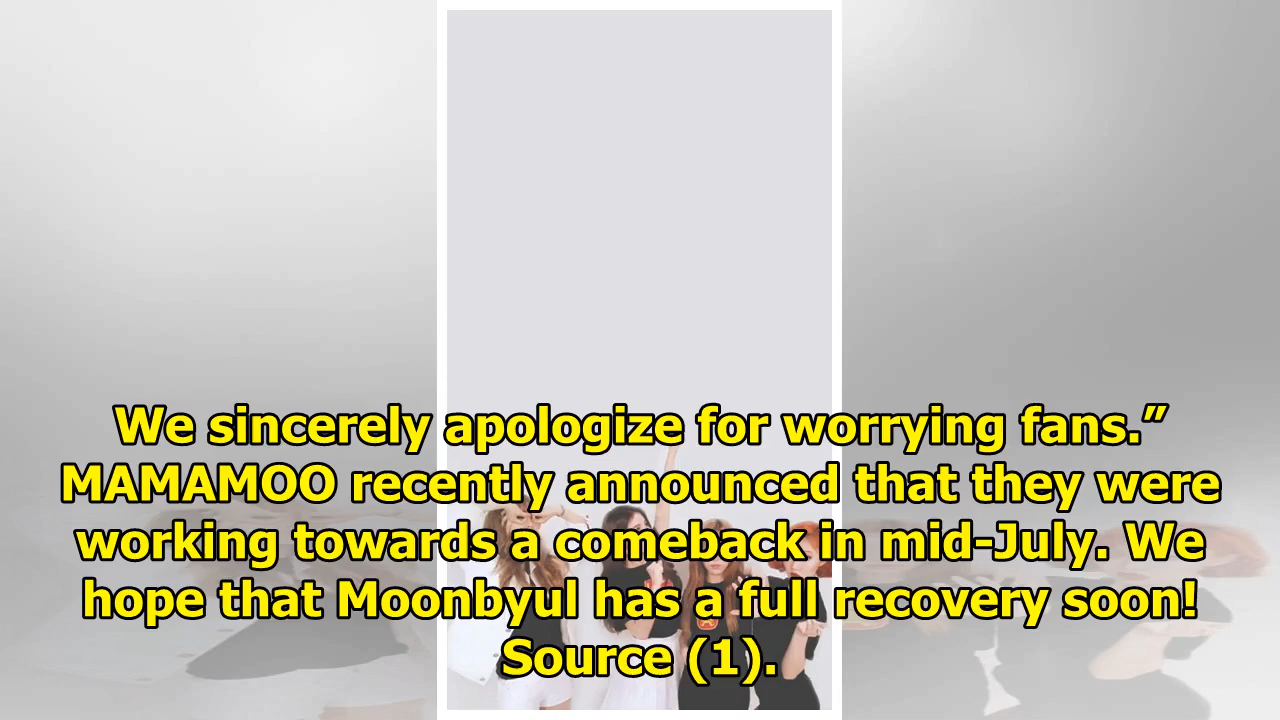 We sincerely apologize for worrying fans.”
MAMAMOO recently announced that they were
working towards a comeback in mid-July. We
hope that Moonbyul has a full recovery soon!
Source (1).